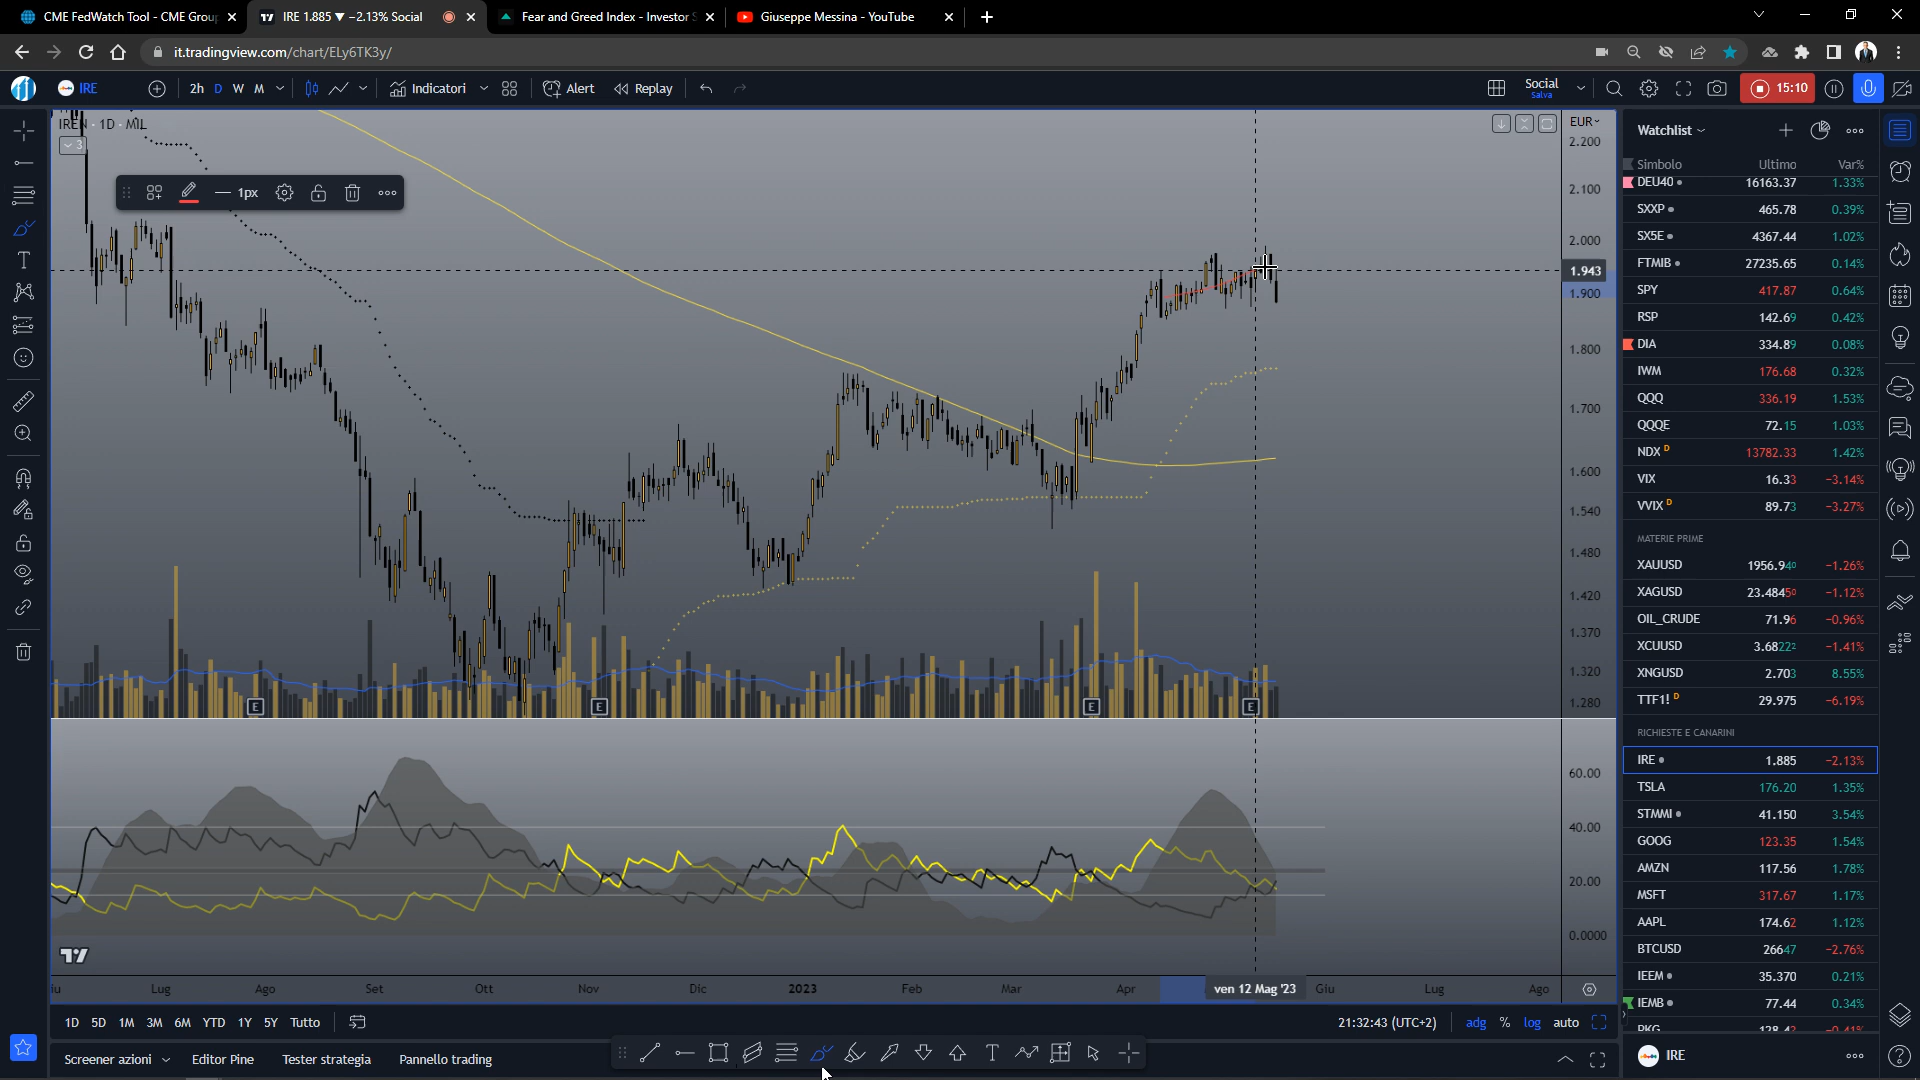 CME FedWatch Tool - CME Grou
IRE 1.885 ▼ −2.13% Social
Fear and Greed Index - Investor S
Giuseppe Messina - YouTube
it.tradingview.com/chart/ELy6TK3y/
IRE
2h D W M
Indicatori
Alert
Replay
Social
Salva
15:10
IREN · 1D · MIL
3
1px
EUR
2.200
2.100
2.000
1.943
1.900
1.800
1.700
1.600
1.540
1.480
1.420
1.370
1.320
1.280
E E E E
60.00
40.00
20.00
0.0000
Lug Ago Set Ott Nov Dic 2023 Feb Mar Apr ven 12 Mag '23 Giu Lug Ago
1D 5D 1M 3M 6M YTD 1Y 5Y Tutto
21:32:43 (UTC+2) adg % log auto
Screener azioni Editor Pine Tester strategia Pannello trading
Watchlist
Simbolo Ultimo Var%
DEU40 16163.37 1.33%
SXXP 465.78 0.39%
SX5E 4367.44 1.02%
FTMIB 27235.65 0.14%
SPY 417.87 0.64%
RSP 142.69 0.42%
DIA 334.89 0.08%
IWM 176.68 0.32%
QQQ 336.19 1.53%
QQQE 72.15 1.03%
NDX D 13782.33 1.42%
VIX 16.33 −3.14%
VVIX D 89.73 −3.27%
MATERIE PRIME
XAUUSD 1956.940 −1.26%
XAGUSD 23.48450 −1.12%
OIL_CRUDE 71.96 −0.96%
XCUUSD 3.68222 −1.41%
XNGUSD 2.703 8.55%
TTF1! D 29.975 −6.19%
RICHIESTE E CANARINI
IRE 1.885 −2.13%
TSLA 176.20 1.35%
STMMI 41.150 3.54%
GOOG 123.35 1.54%
AMZN 117.56 1.78%
MSFT 317.67 1.17%
AAPL 174.62 1.12%
BTCUSD 26647 −2.76%
IEEM 35.370 0.21%
IEMB 77.44 0.34%
IRE